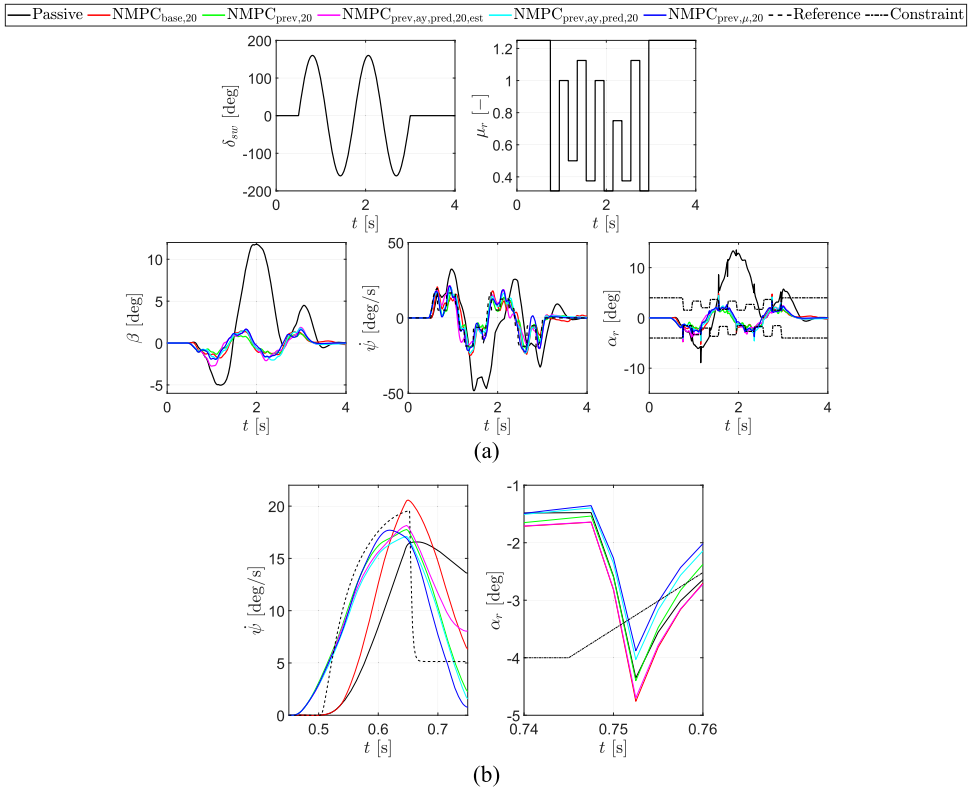 Passive NMPC_base,20 NMPC_prev,20 NMPC_prev,ay,pred,20,est NMPC_prev,ay,pred,20 NMPC_prev,μ,20 Reference Constraint
200
100
0
-100
-200
δ_sw [deg]
0 2 4
t [s]
1.2
0.8
0.4
μ_r [−]
0 2 4
t [s]
10
5
0
-5
β [deg]
0 2 4
t [s]
50
0
-50
ψ̇ [deg/s]
0 2 4
t [s]
10
0
-10
α_r [deg]
0 2 4
t [s]
(a)
20
15
10
5
0
ψ̇ [deg/s]
0.5 0.6 0.7
t [s]
-1
-2
-3
-4
-5
α_r [deg]
0.74 0.75 0.76
t [s]
(b)